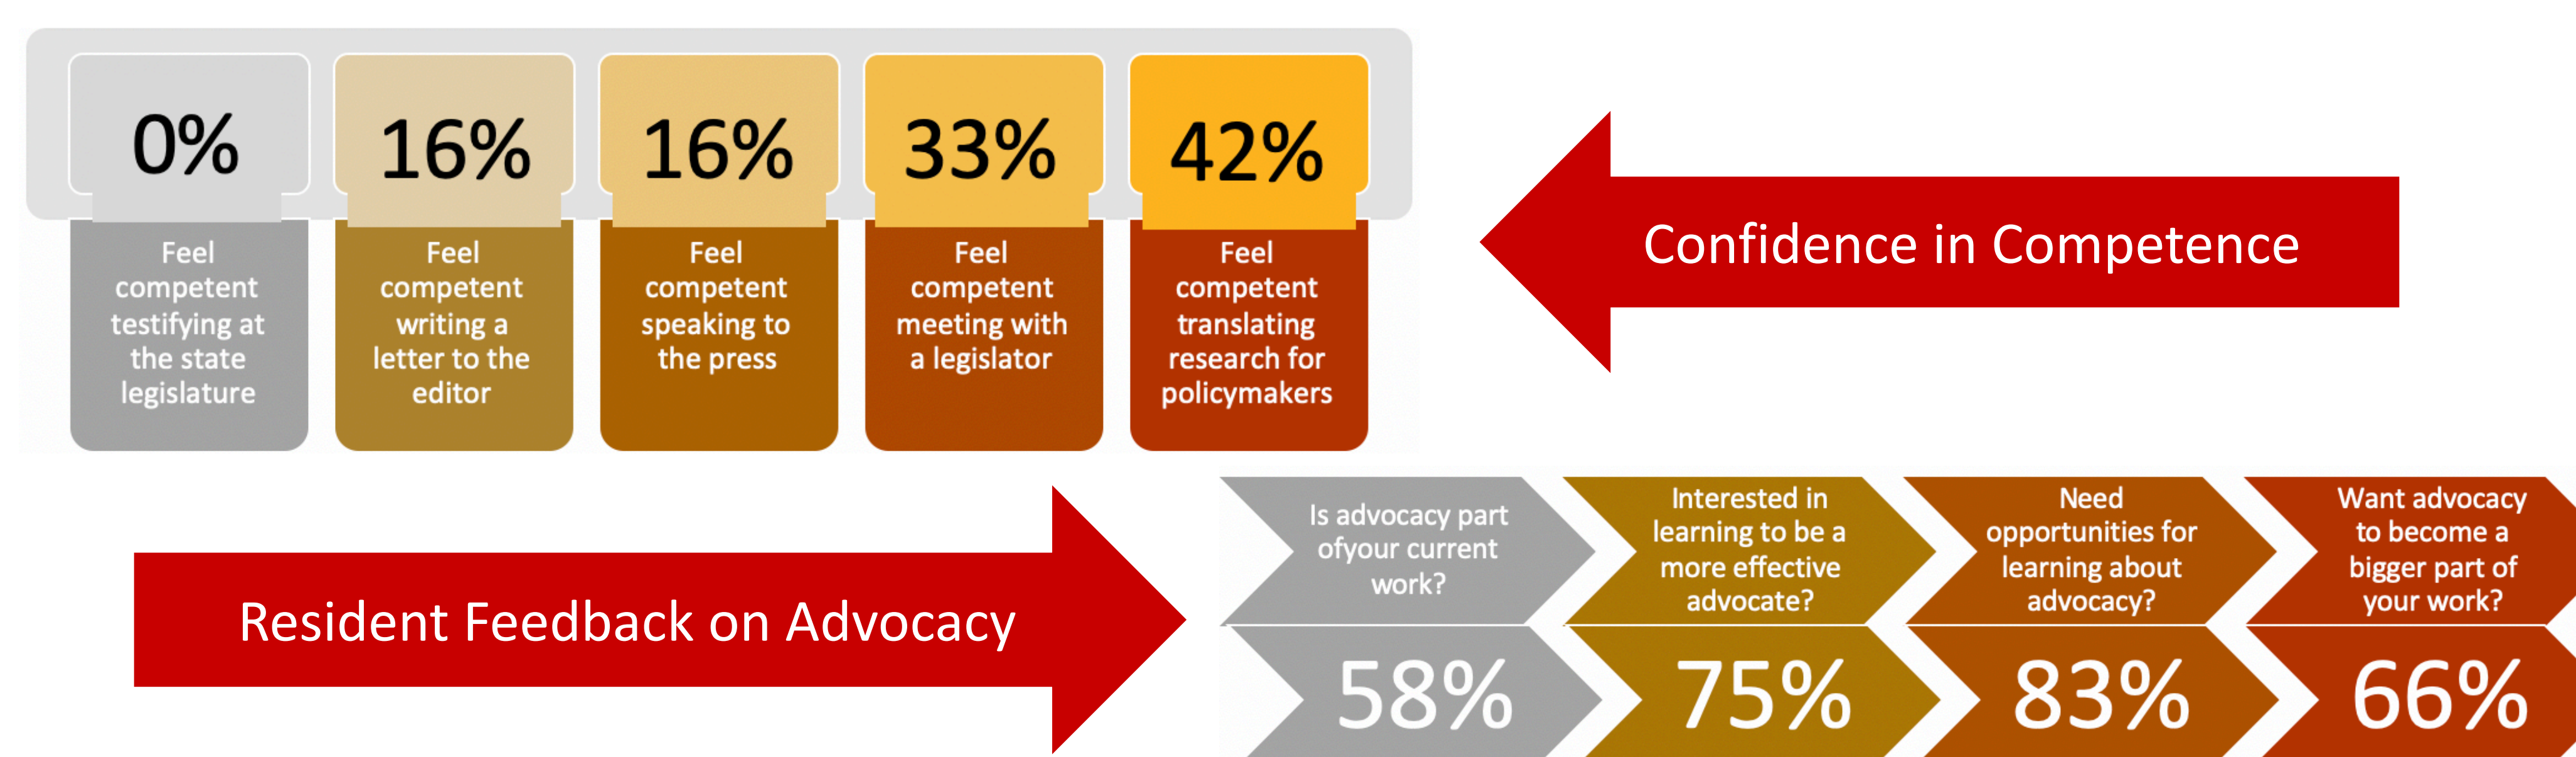 0%
16%
16%
33%
42%
Feel
competent
testifying at
the state
legislature
Feel
competent
writing a
letter to the
editor
Feel
competent
speaking to
the press
Feel
competent
meeting with
a legislator
Feel
competent
translating
research for
policymakers
Confidence in Competence
Resident Feedback on Advocacy
Is advocacy part
ofyour current
work?
58%
Interested in
learning to be a
more effective
advocate?
75%
Need
opportunities for
learning about
advocacy?
83%
Want advocacy
to become a
bigger part of
your work?
66%